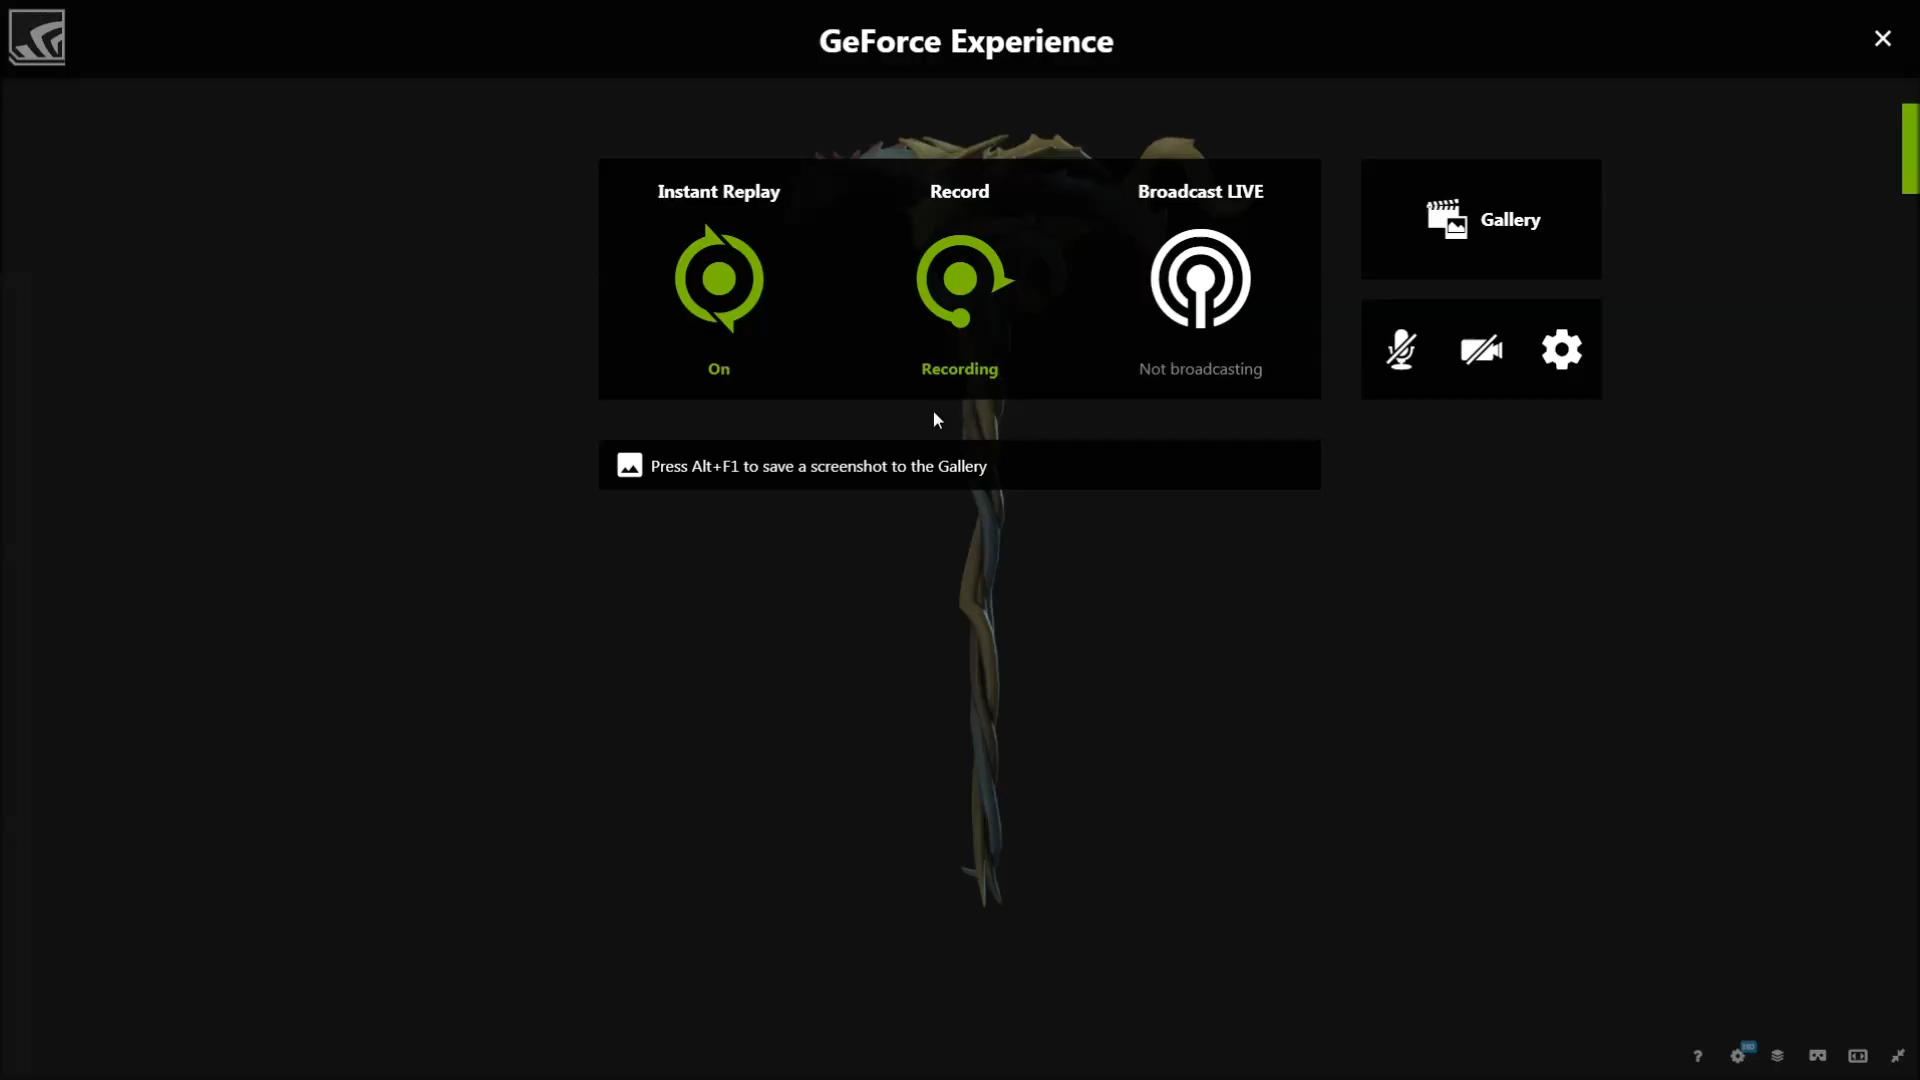 GeForce Experience
Instant Replay
Record
Broadcast LIVE
Gallery
On
Recording
Not broadcasting
Press Alt+F1 to save a screenshot to the Gallery
? HD